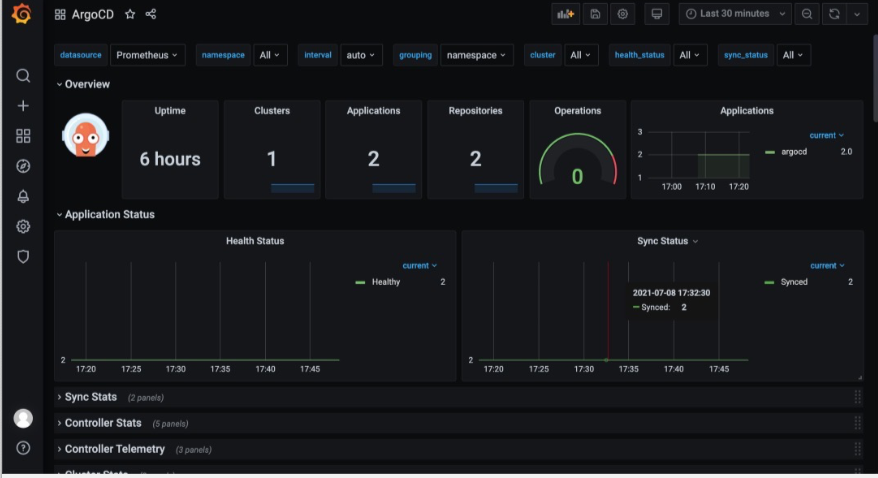 ArgoCD
Last 30 minutes
datasource Prometheus namespace All interval auto grouping namespace cluster All health_status All sync_status All
Overview
Uptime
6 hours
Clusters
1
Applications
2
Repositories
2
Operations
0
Applications
3
2
1
17:00 17:10 17:20
current
argocd 2.0
Application Status
Health Status
2
17:20 17:25 17:30 17:35 17:40 17:45
current
Healthy 2
Sync Status
2
17:20 17:25 17:30 17:35 17:40 17:45
2021-07-08 17:32:30
Synced: 2
current
Synced 2
Sync Stats (2 panels)
Controller Stats (5 panels)
Controller Telemetry (3 panels)
Cluster Stats